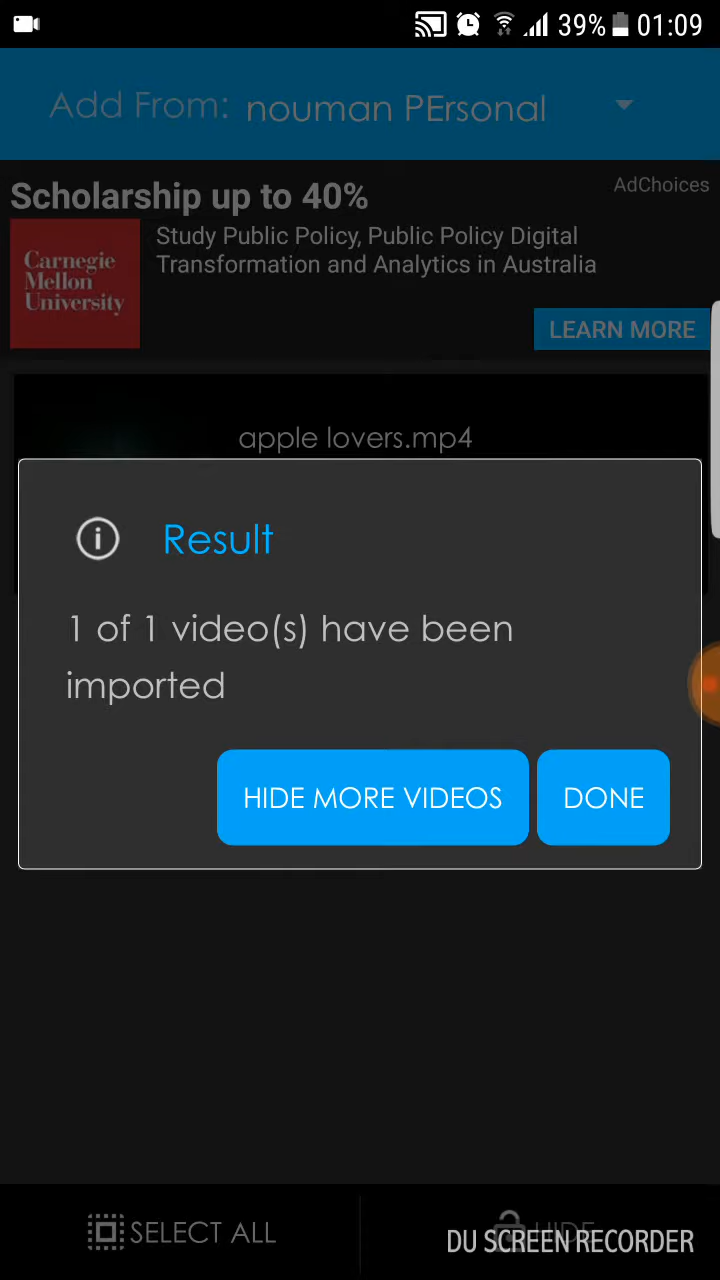 39% 01:09
Add From: nouman PErsonal
Scholarship up to 40%
AdChoices
Carnegie
Mellon
University
Study Public Policy, Public Policy Digital
Transformation and Analytics in Australia
LEARN MORE
apple lovers.mp4
Result
1 of 1 video(s) have been
imported
HIDE MORE VIDEOS
DONE
SELECT ALL
HIDE
DU SCREEN RECORDER